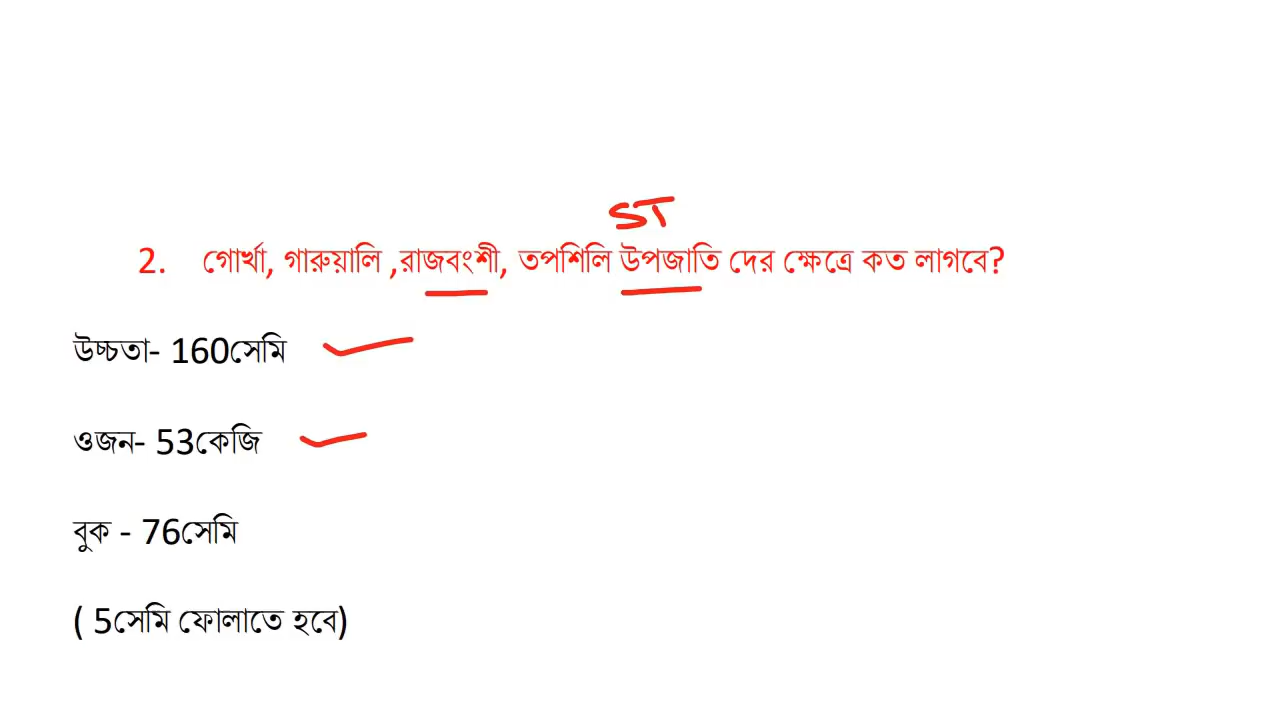 ST
2. গোর্খা, গারুয়ালি ,রাজবংশী, তপশিলি উপজাতি দের ক্ষেত্রে কত লাগবে?
উচ্চতা- 160সেমি
ওজন- 53কেজি
বুক - 76সেমি
( 5সেমি ফোলাতে হবে)